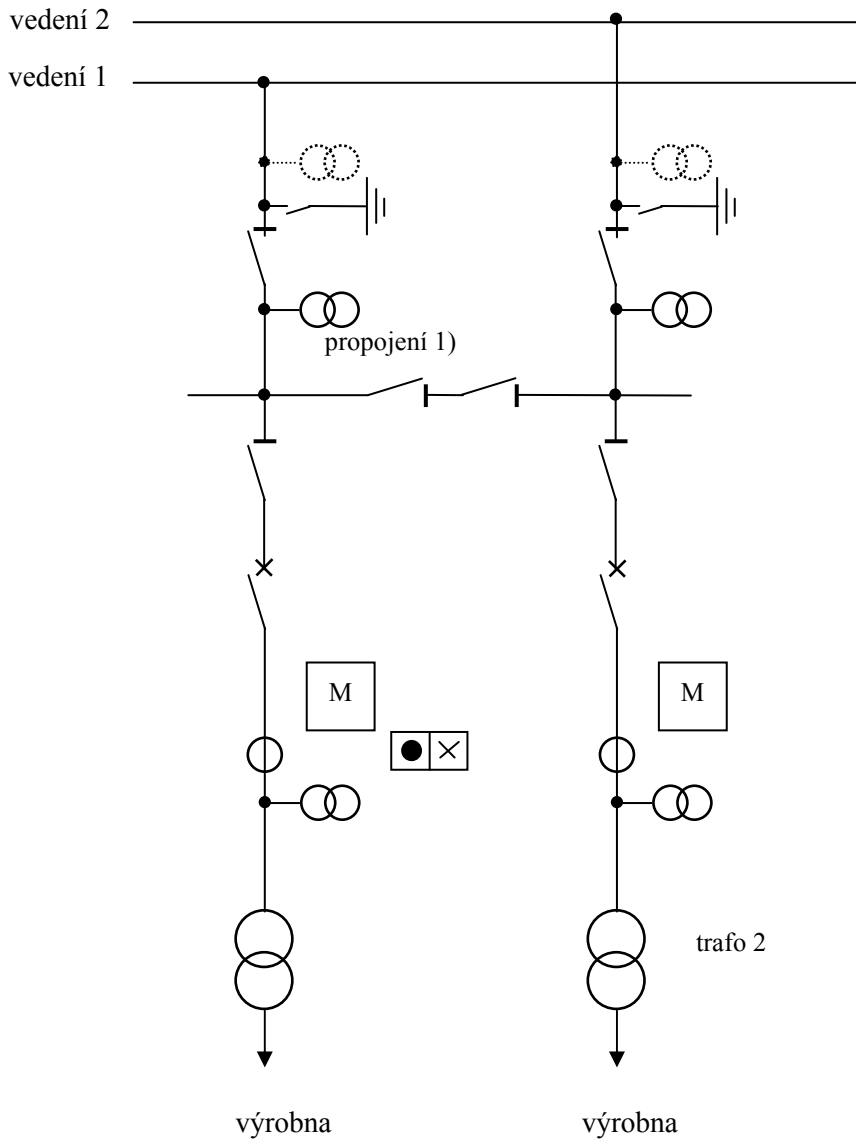 vedení 2
vedení 1
propojení 1)
M
M
trafo 2
výrobna
výrobna